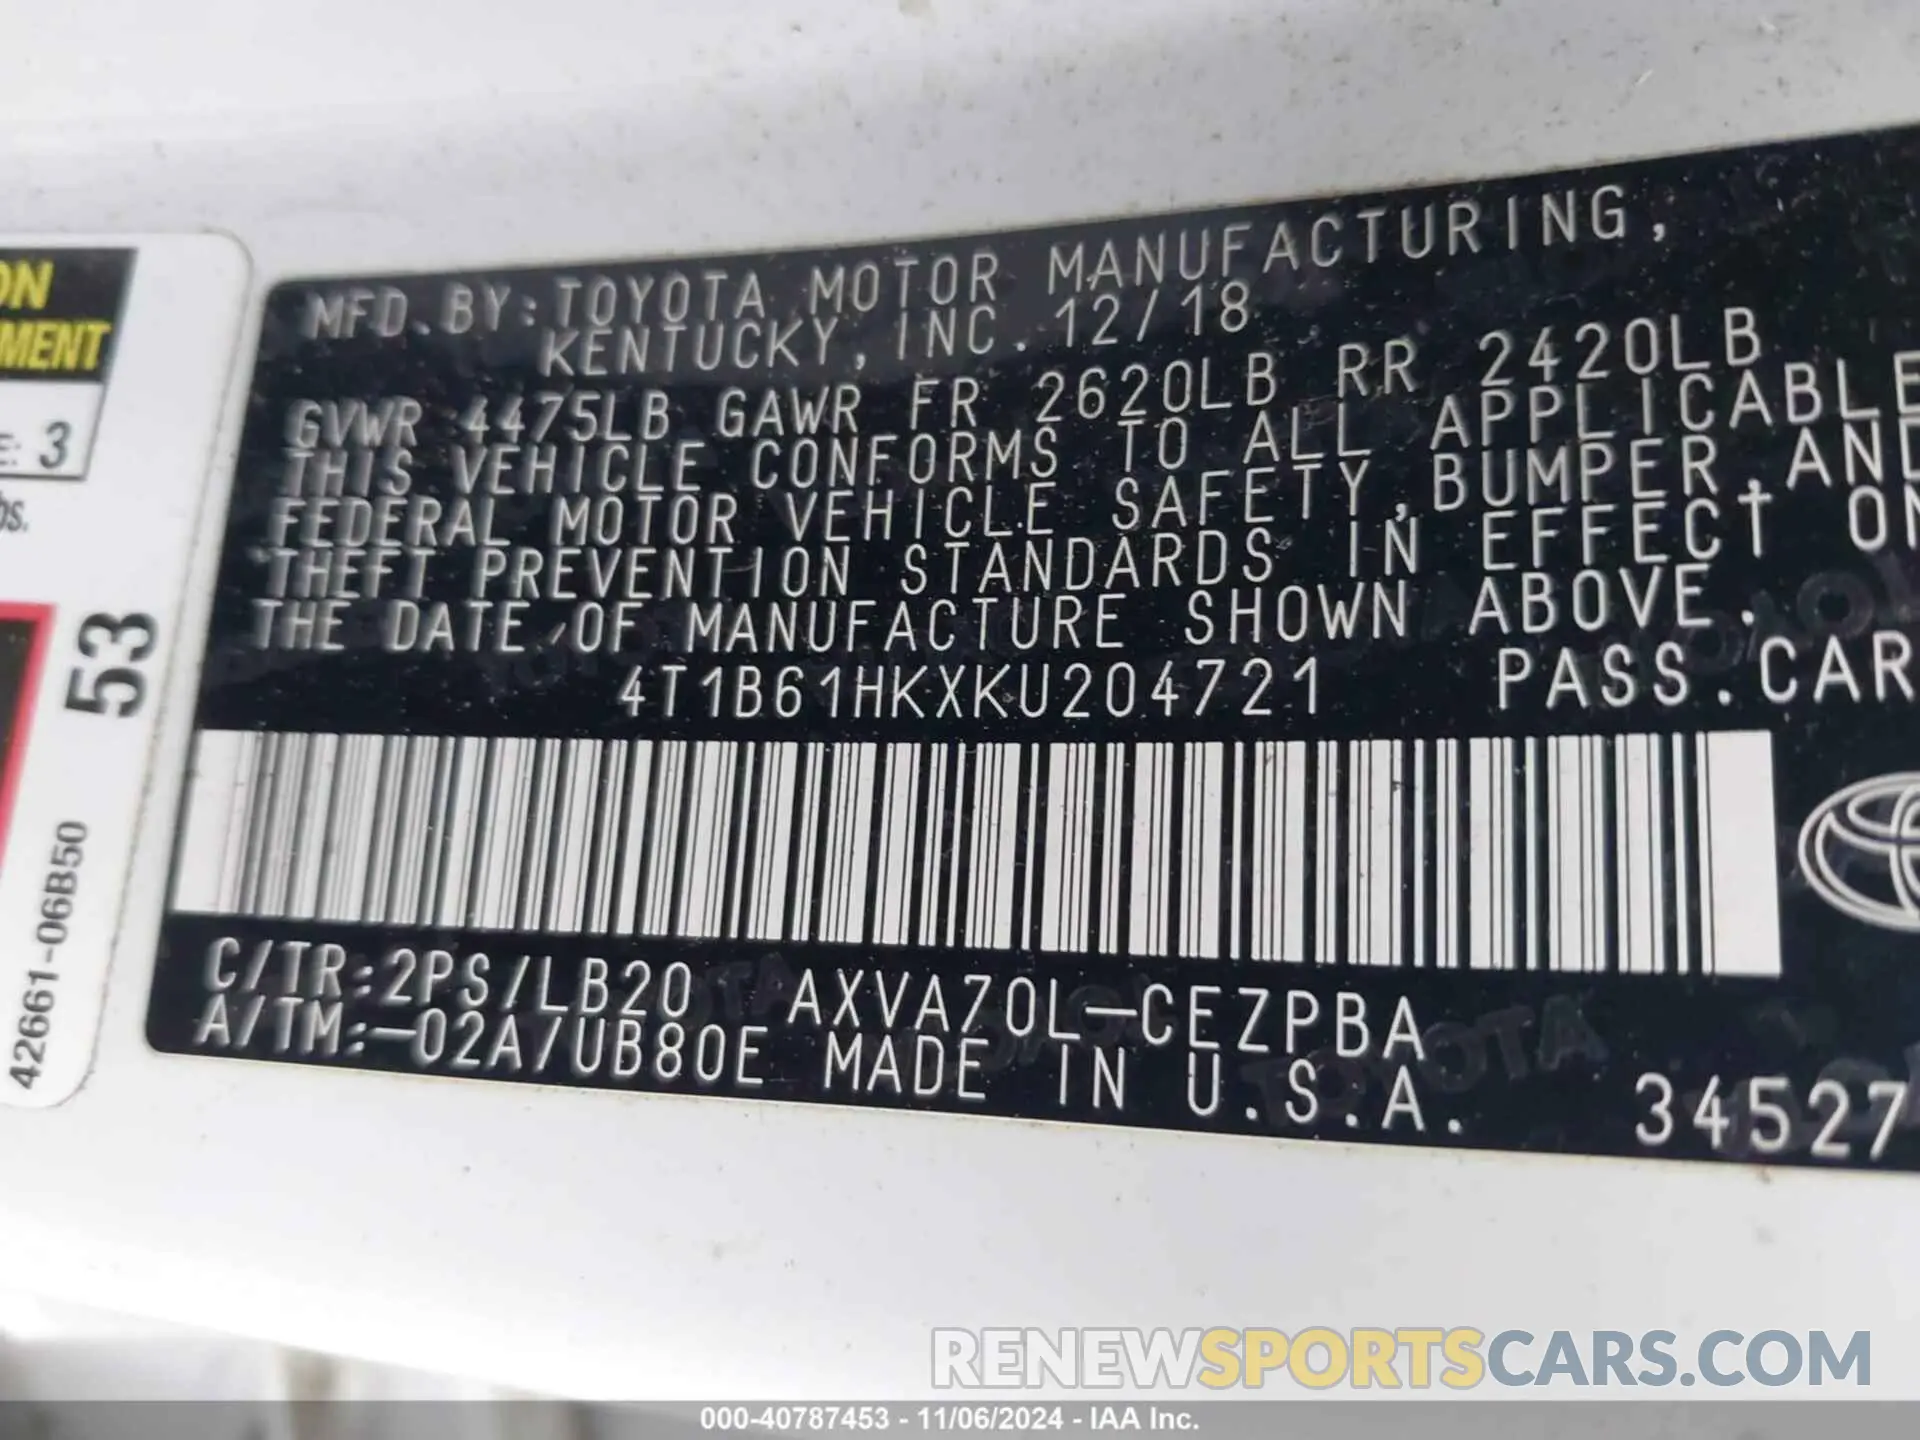 MFD. BY: TOYOTA MOTOR MANUFACTURING,
KENTUCKY, INC. 12/18
GVWR 4475LB GAWR FR 2620LB RR 2420LB
THIS VEHICLE CONFORMS TO ALL APPLICABLE
FEDERAL MOTOR VEHICLE SAFETY, BUMPER, AND
THEFT PREVENTION STANDARDS IN EFFECT ON
THE DATE OF MANUFACTURE SHOWN ABOVE.
4T1B61HKXKU204721 PASS.CAR
C/TR:2PS/LB20 AXVA70L-CEZPBA
A/TM:-02A/UB80E MADE IN U.S.A.
34527
ON
MENT
E: 3
bs.
53
42661-06B50
RENEWSPORTSCARS.COM
000-40787453 - 11/06/2024 - IAA Inc.